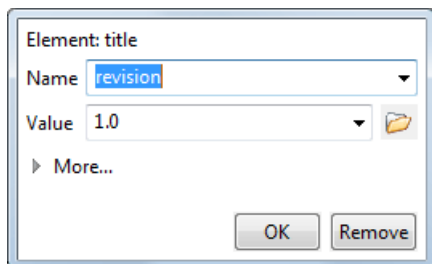 Element: title
Name revision
Value 1.0
More...
OK Remove